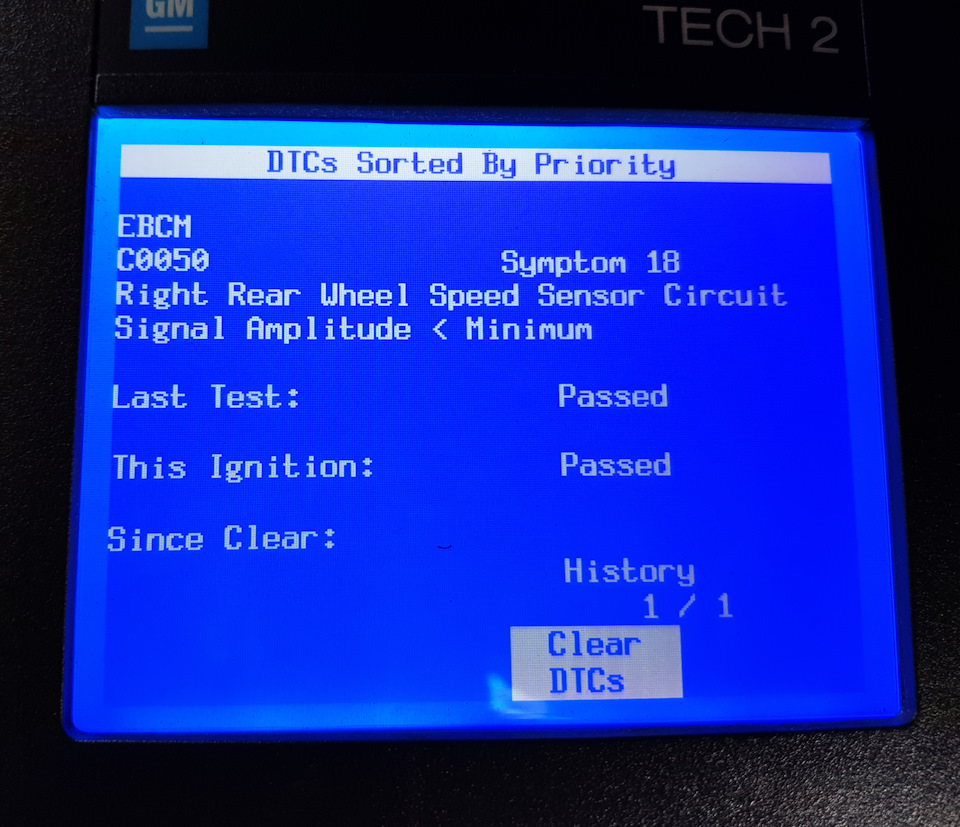 GM
TECH 2
DTCs Sorted By Priority
EBCM
C0050 Symptom 18
Right Rear Wheel Speed Sensor Circuit
Signal Amplitude < Minimum
Last Test: Passed
This Ignition: Passed
Since Clear:
History
1 / 1
Clear
DTCs